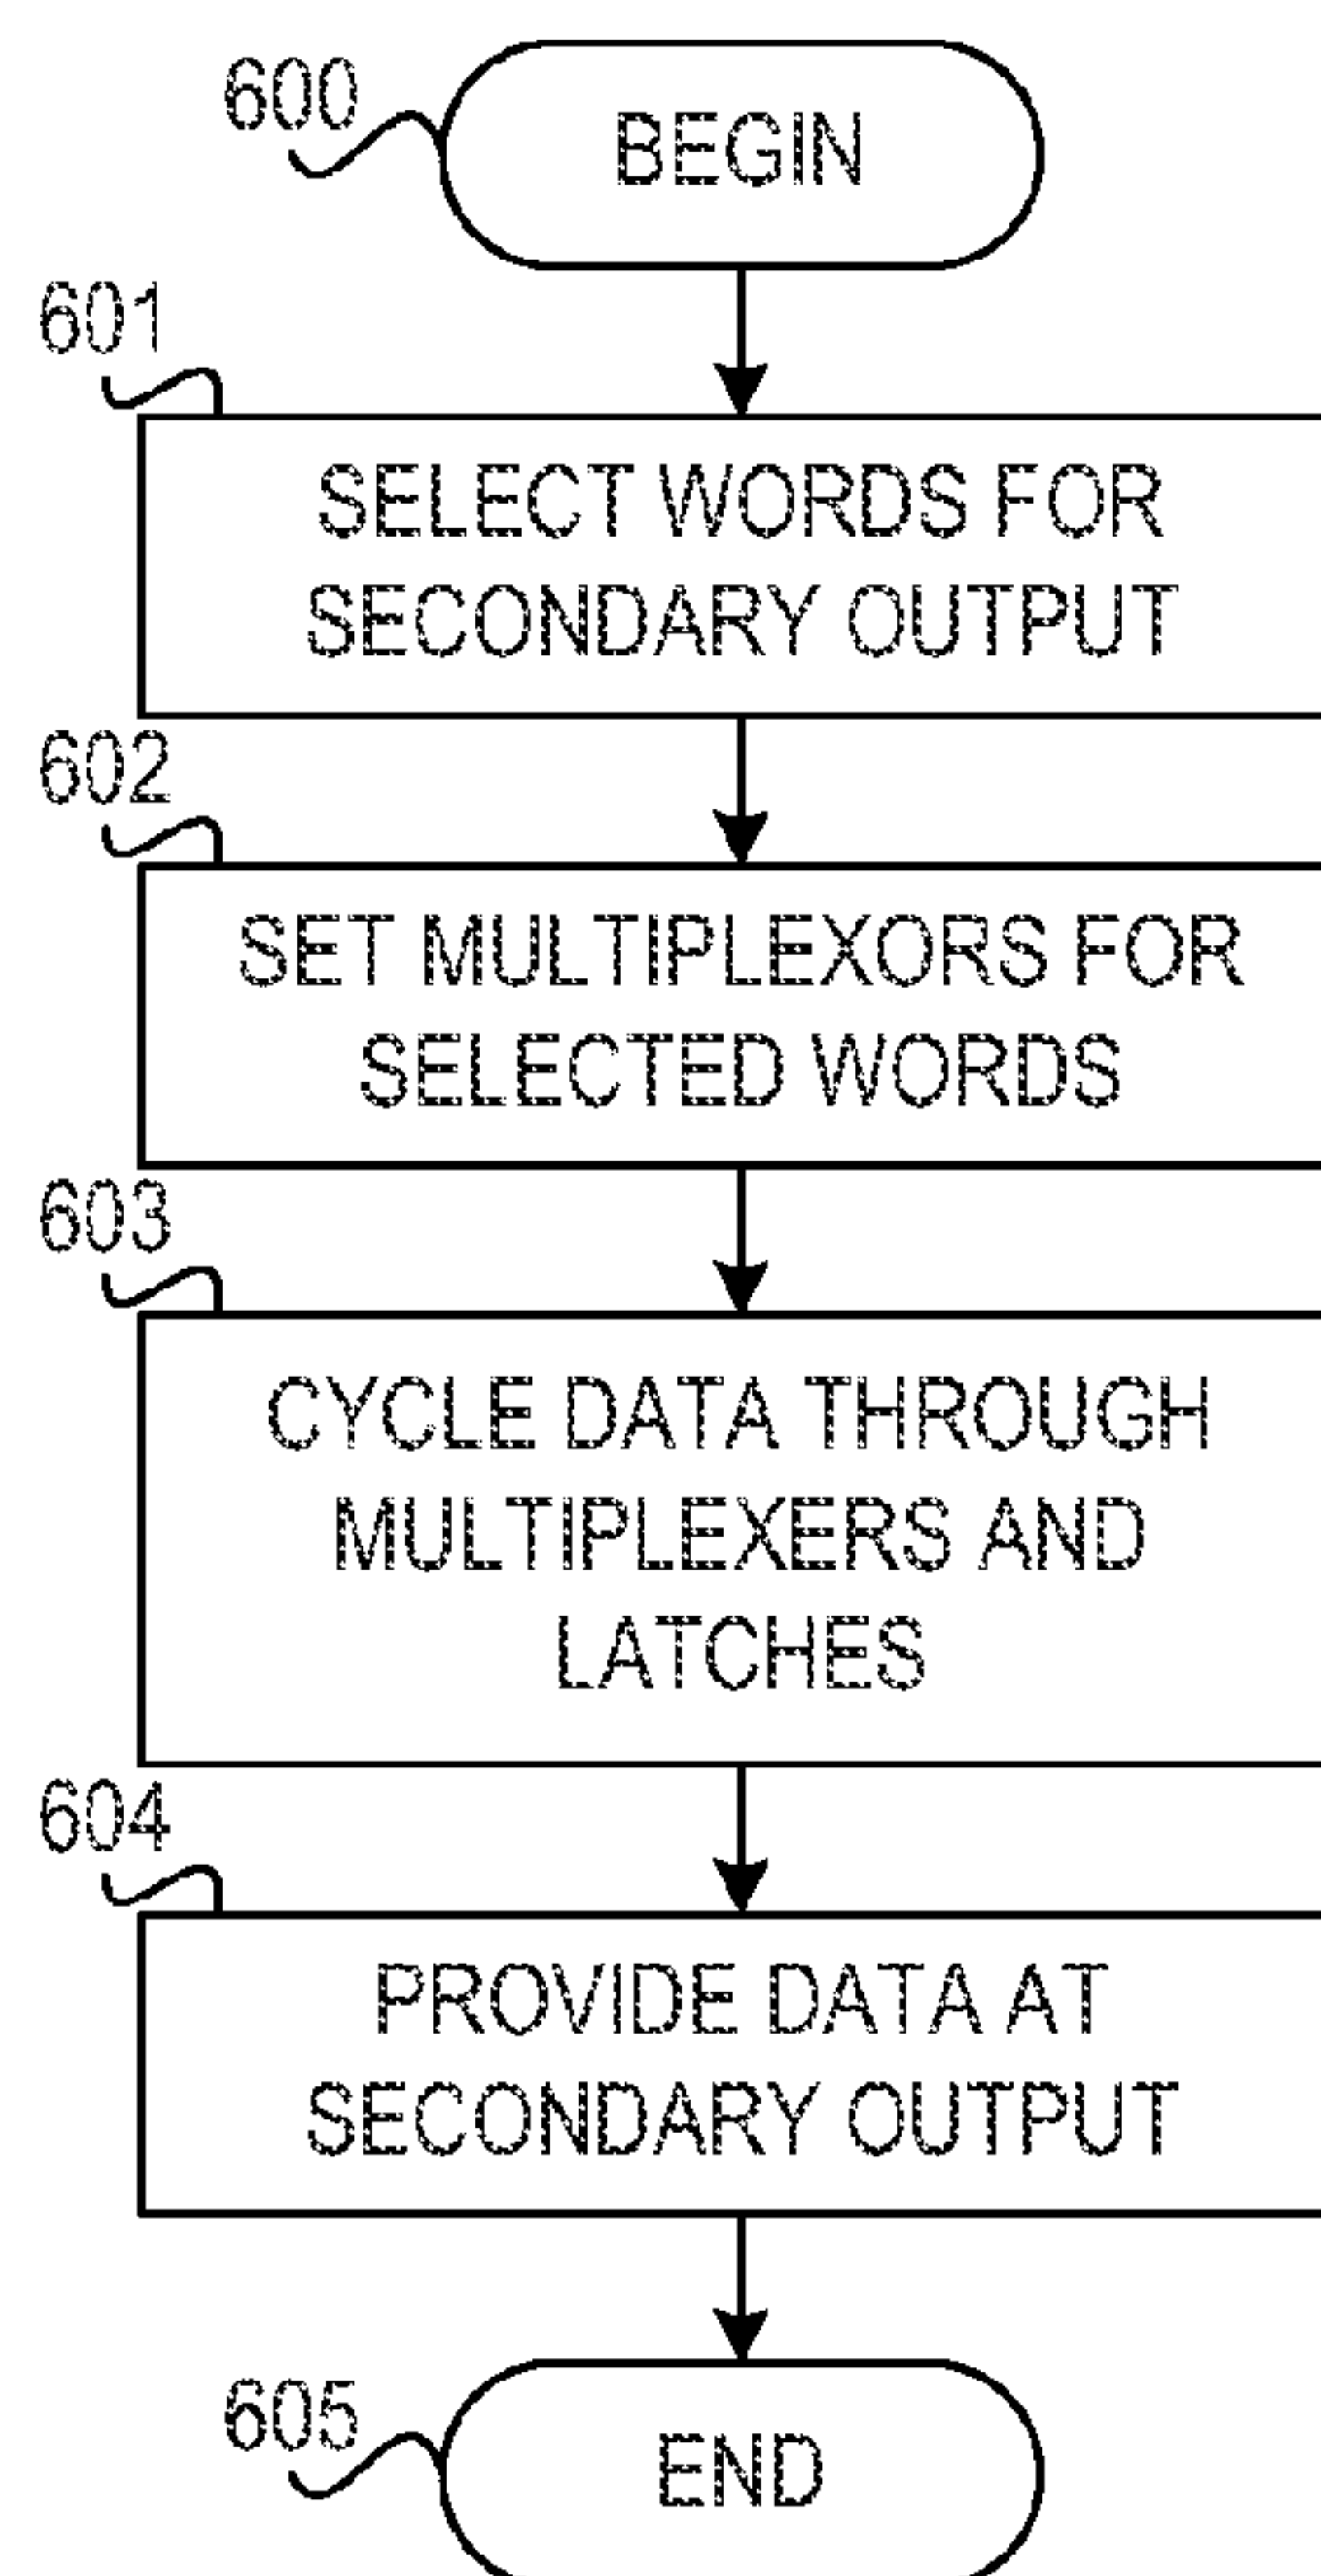 600
BEGIN
601
SELECT WORDS FOR
SECONDARY OUTPUT
602
SET MULTIPLEXORS FOR
SELECTED WORDS
603
CYCLE DATA THROUGH
MULTIPLEXERS AND
LATCHES
604
PROVIDE DATA AT
SECONDARY OUTPUT
605
END